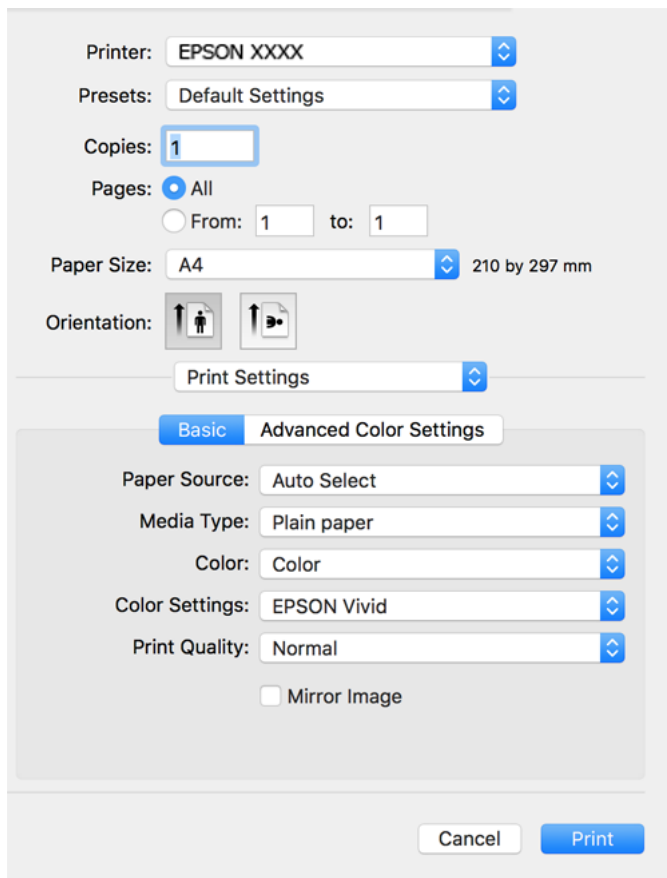 Printer: EPSON XXXX
Presets: Default Settings
Copies: 1
Pages: All
From: 1 to: 1
Paper Size: A4 210 by 297 mm
Orientation:
Print Settings
Basic Advanced Color Settings
Paper Source: Auto Select
Media Type: Plain paper
Color: Color
Color Settings: EPSON Vivid
Print Quality: Normal
Mirror Image
Cancel Print